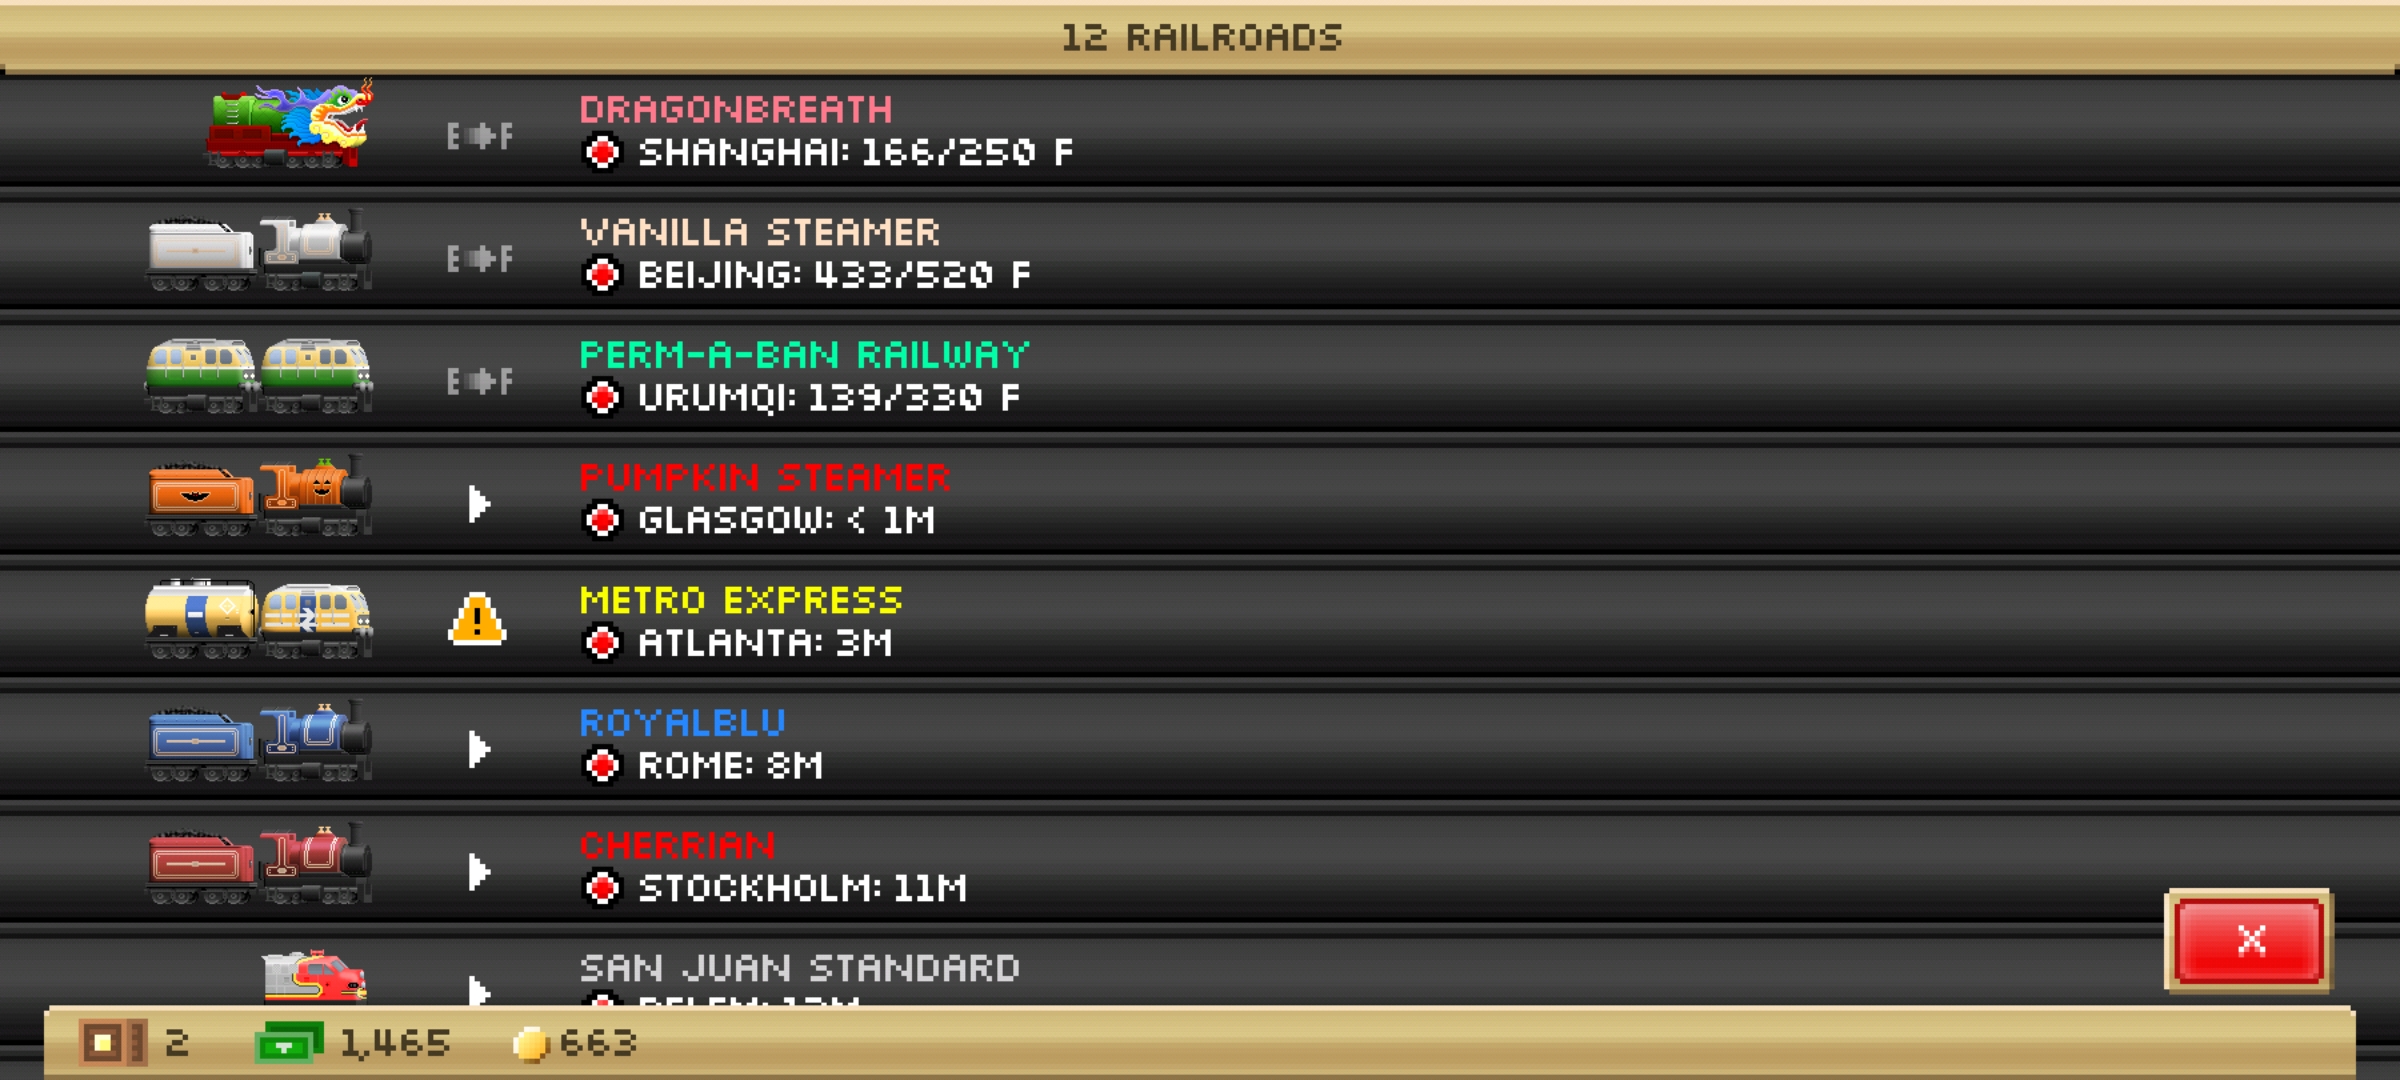 12 RAILROADS
E F
DRAGONBREATH
SHANGHAI: 166/250 F
E F
VANILLA STEAMER
BEIJING: 433/520 F
E F
PERM-A-BAN RAILWAY
URUMQI: 139/330 F
PUMPKIN STEAMER
GLASGOW: < 1M
!
METRO EXPRESS
ATLANTA: 3M
ROYALBLU
ROME: 8M
CHERRIAN
STOCKHOLM: 11M
SAN JUAN STANDARD
X
2 1,465 663